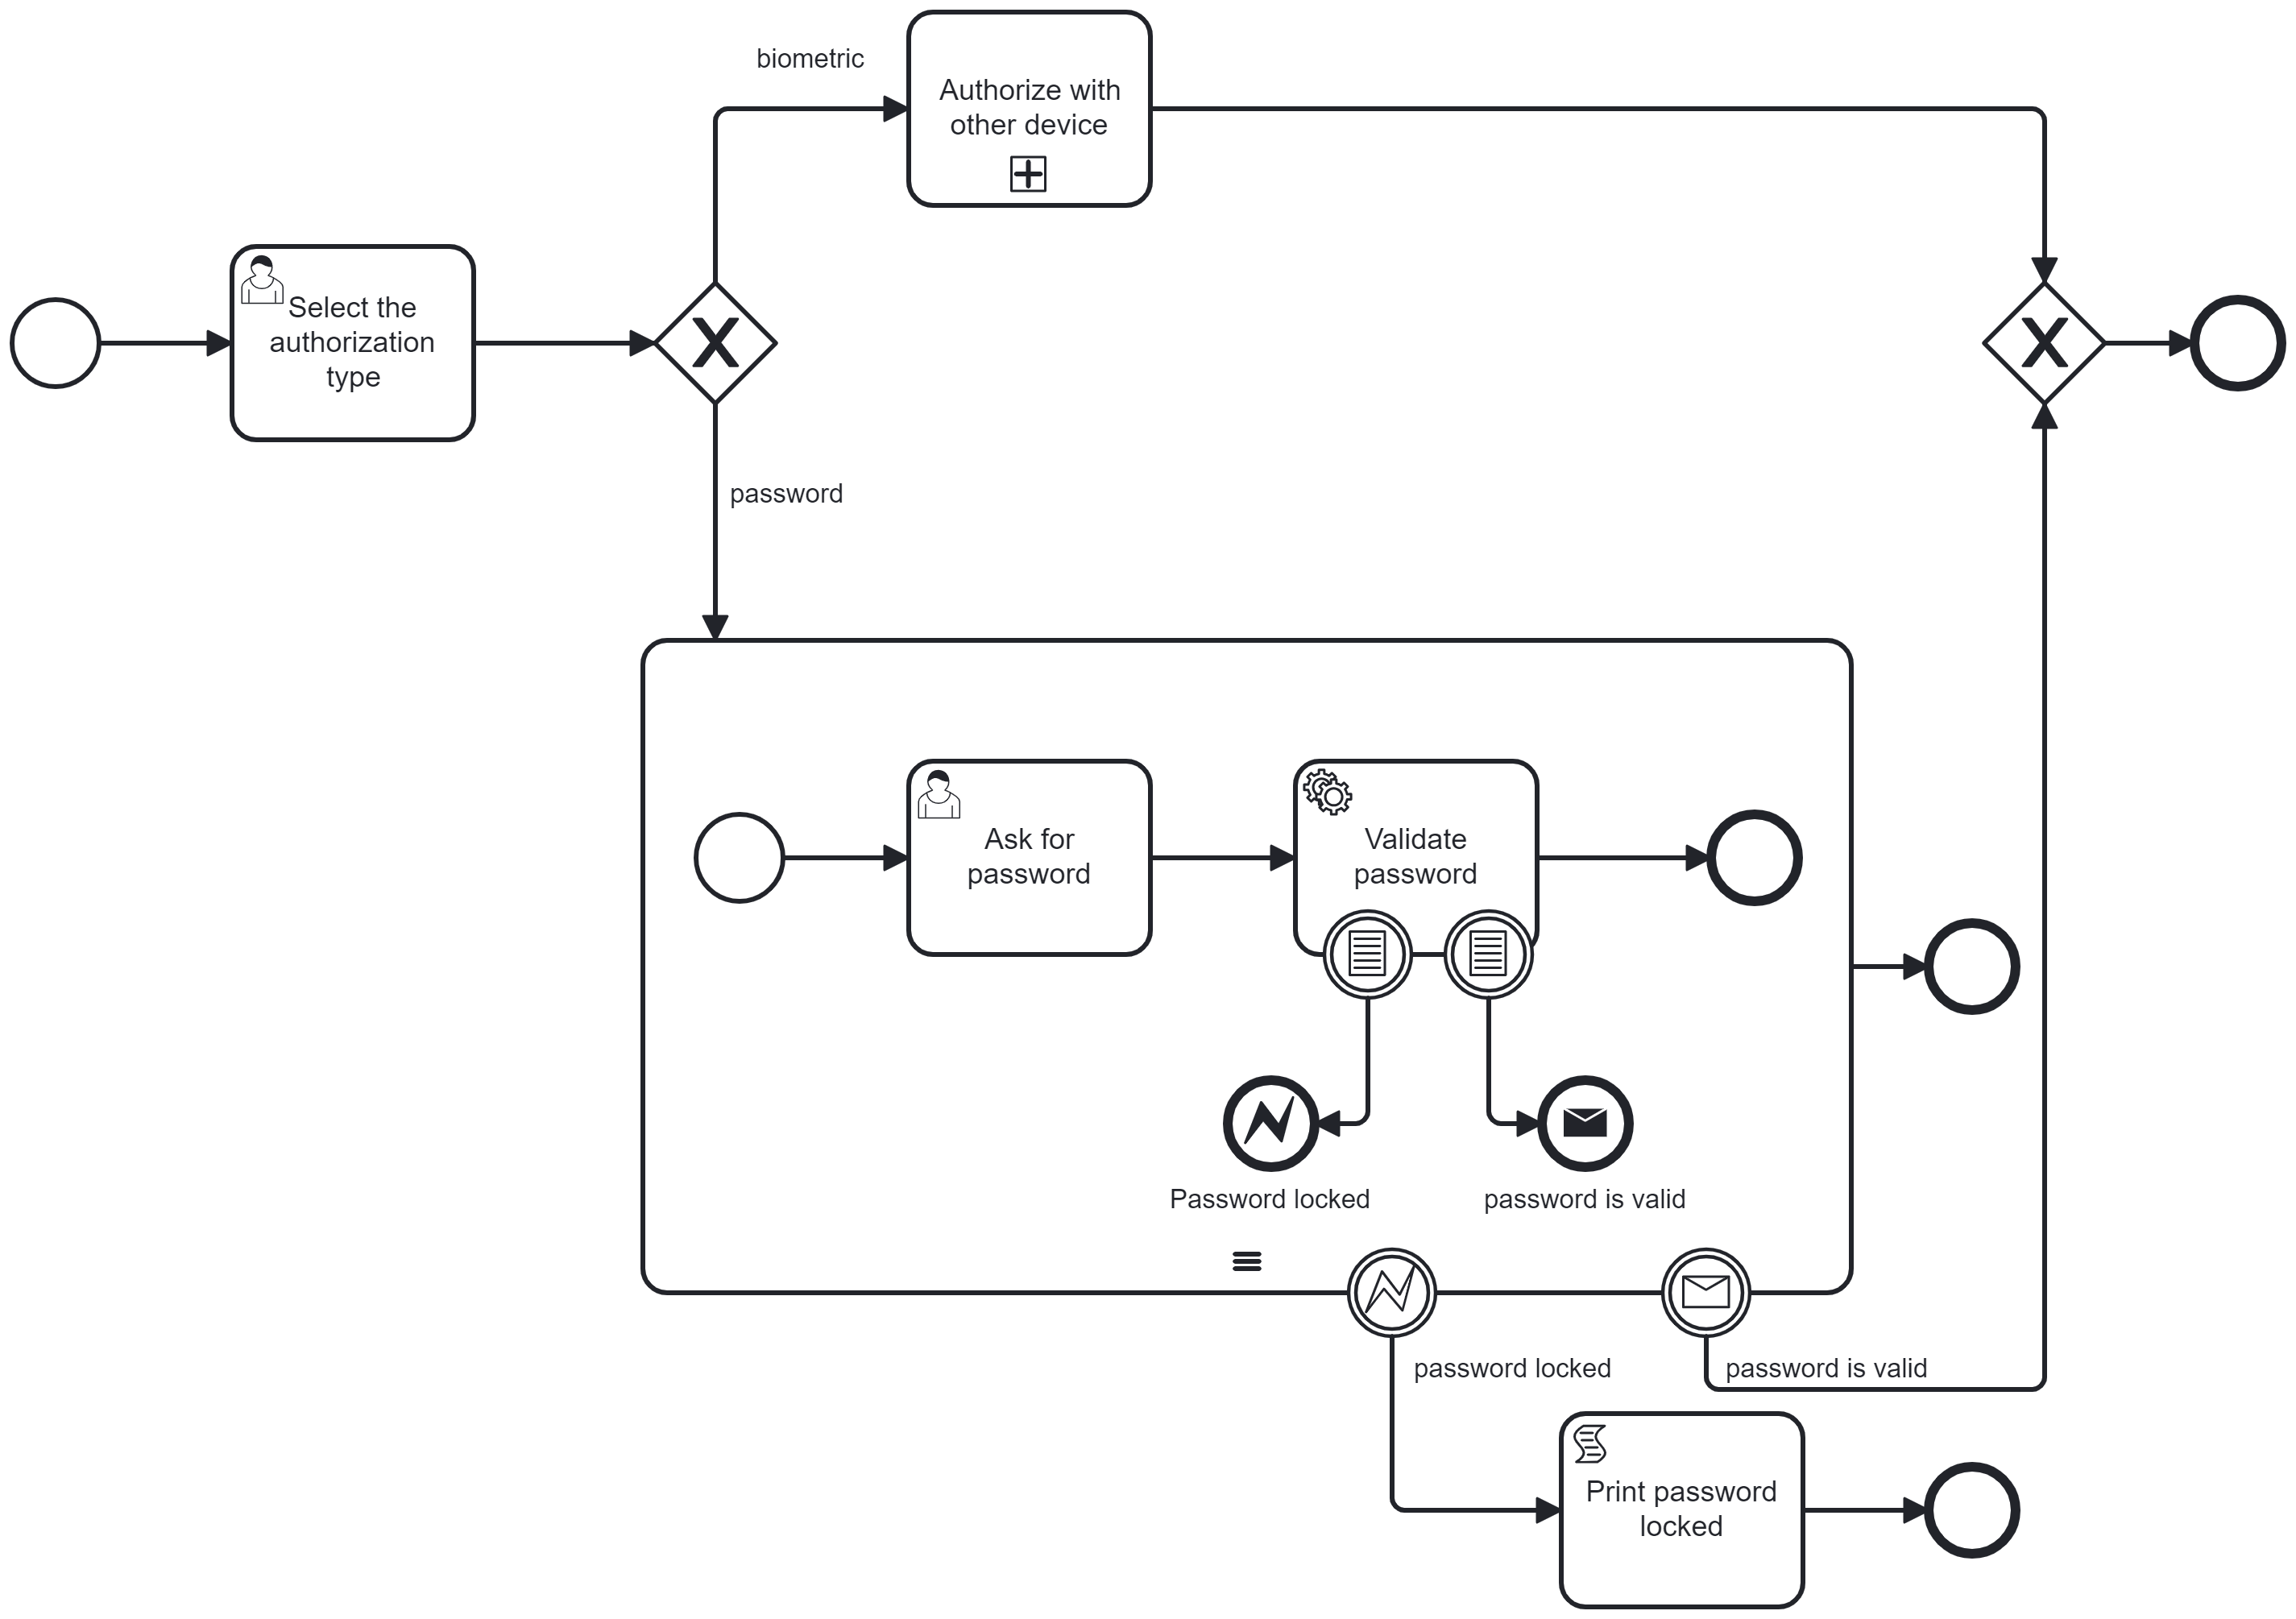 biometric
Authorize with
other device
Select the
authorization
type
password
Ask for
password
Validate
password
Password locked
password is valid
password locked
password is valid
Print password
locked